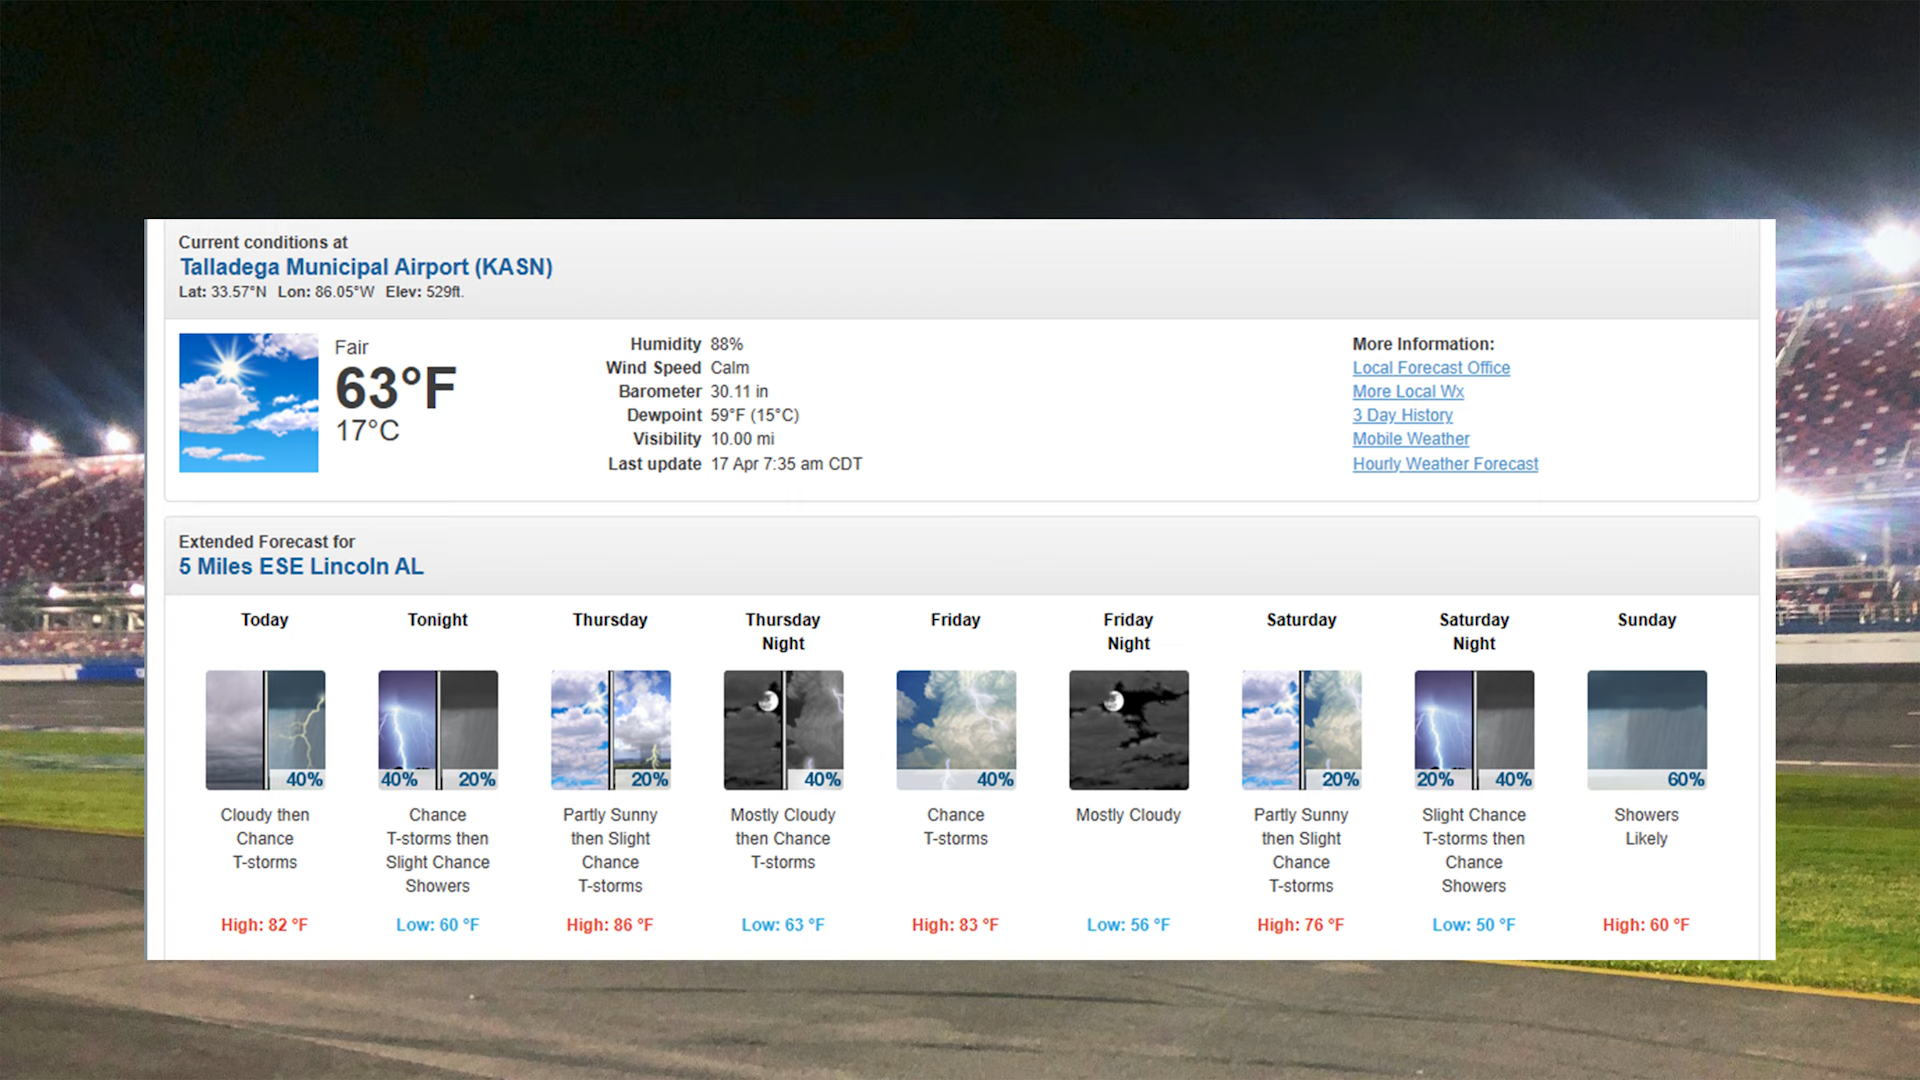 Current conditions at
Talladega Municipal Airport (KASN)
Lat: 33.57°N Lon: 86.05°W Elev: 529ft.
Fair
63°F
17°C
Humidity 88%
Wind Speed Calm
Barometer 30.11 in
Dewpoint 59°F (15°C)
Visibility 10.00 mi
Last update 17 Apr 7:35 am CDT
More Information:
Local Forecast Office
More Local Wx
3 Day History
Mobile Weather
Hourly Weather Forecast
Extended Forecast for
5 Miles ESE Lincoln AL
Today
40%
Cloudy then
Chance
T-storms
High: 82 °F
Tonight
40% 20%
Chance
T-storms then
Slight Chance
Showers
Low: 60 °F
Thursday
20%
Partly Sunny
then Slight
Chance
T-storms
High: 86 °F
Thursday
Night
40%
Mostly Cloudy
then Chance
T-storms
Low: 63 °F
Friday
40%
Chance
T-storms
High: 83 °F
Friday
Night
Mostly Cloudy
Low: 56 °F
Saturday
20%
Partly Sunny
then Slight
Chance
T-storms
High: 76 °F
Saturday
Night
20% 40%
Slight Chance
T-storms then
Chance
Showers
Low: 50 °F
Sunday
60%
Showers
Likely
High: 60 °F